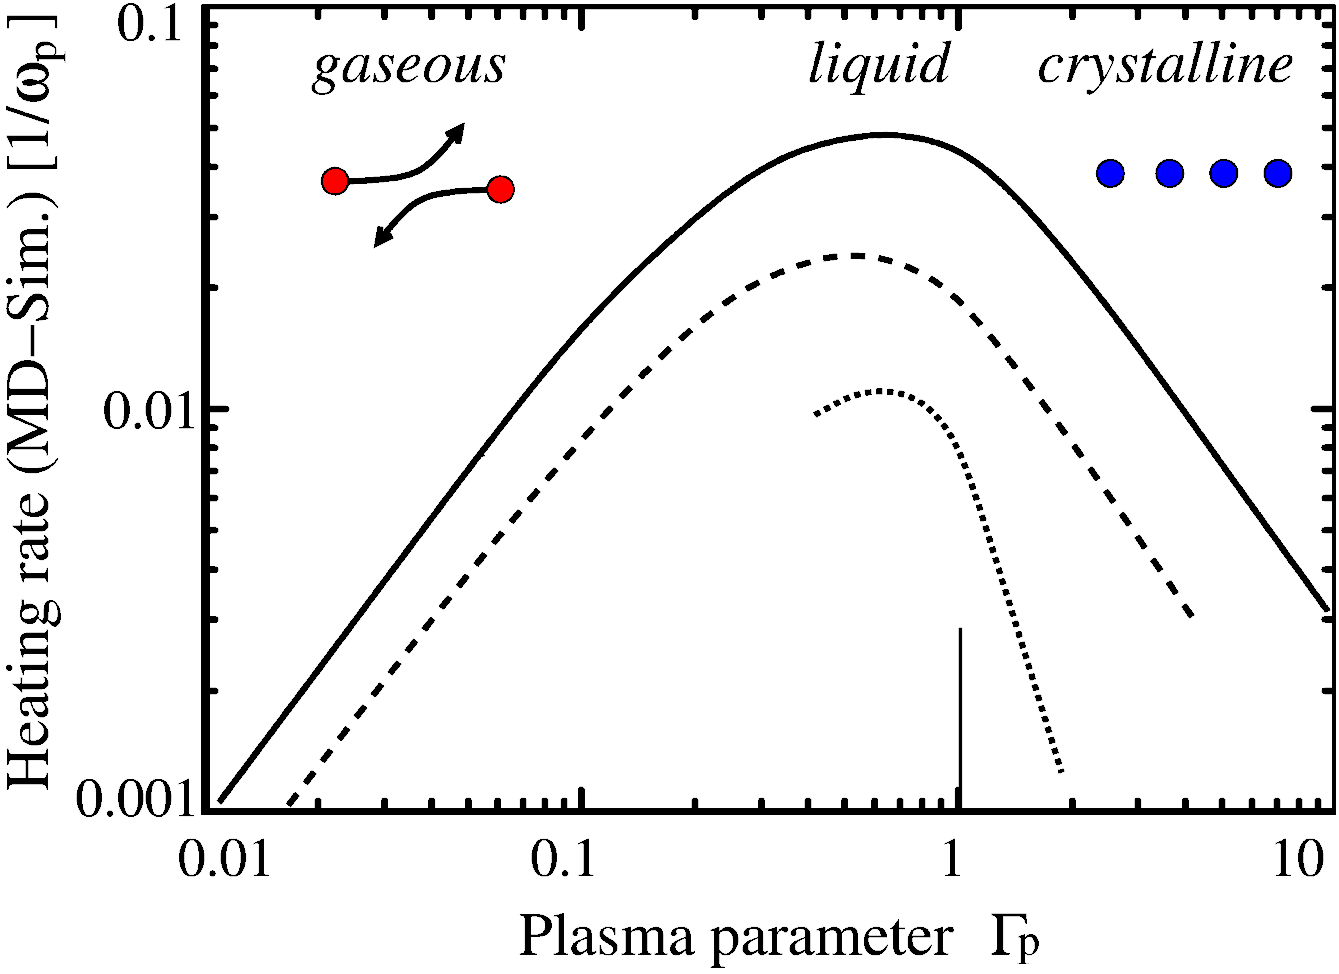 Heating rate (MD−Sim.) [1/ωp]
0.1
gaseous liquid crystalline
0.01
0.001
0.01 0.1 1 10
Plasma parameter Γp